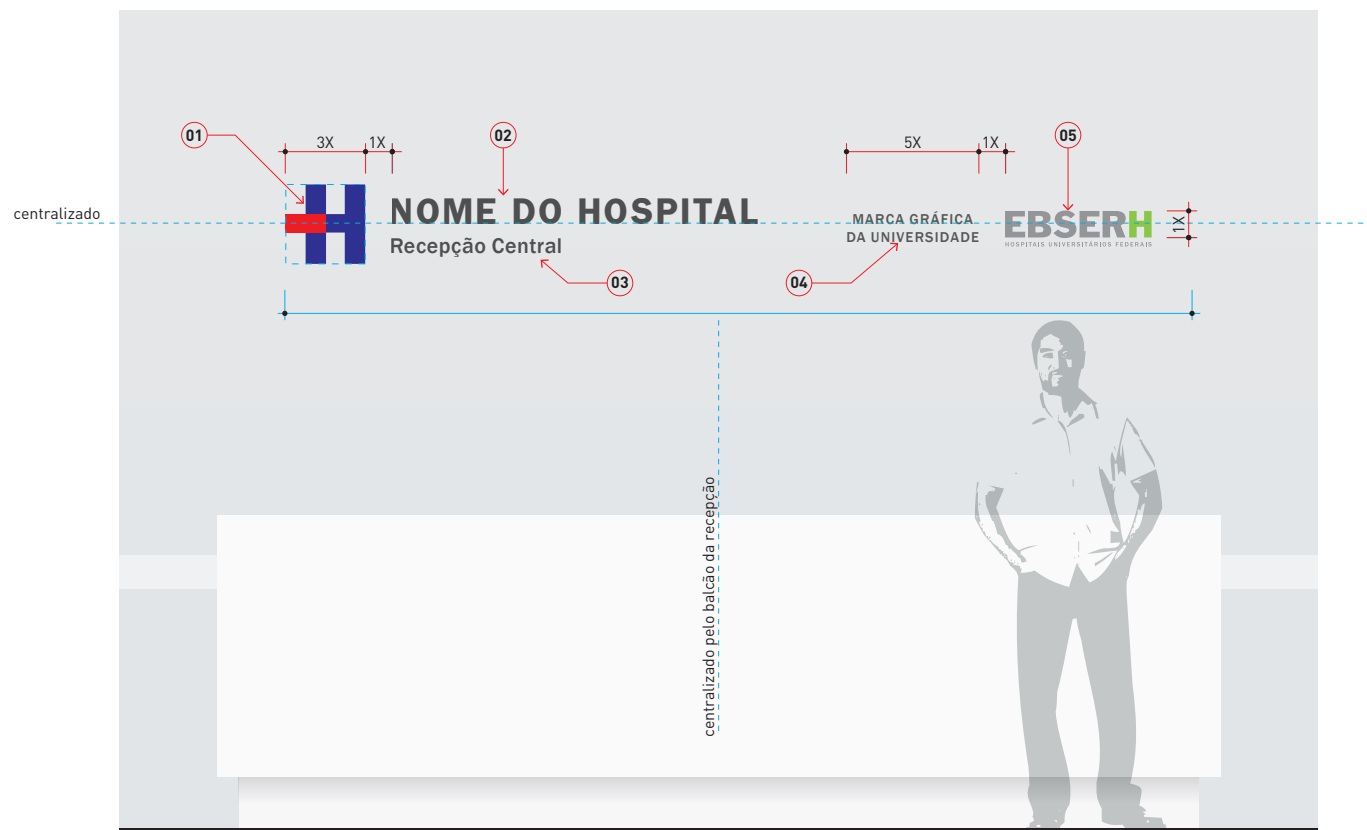 01
02
05
3X
1X
5X
1X
centralizado
NOME DO HOSPITAL
Recepção Central
MARCA GRÁFICA
DA UNIVERSIDADE
EBSERH
HOSPITAIS UNIVERSITÁRIOS FEDERAIS
1X
03
04
centralizado pelo balcão da recepção